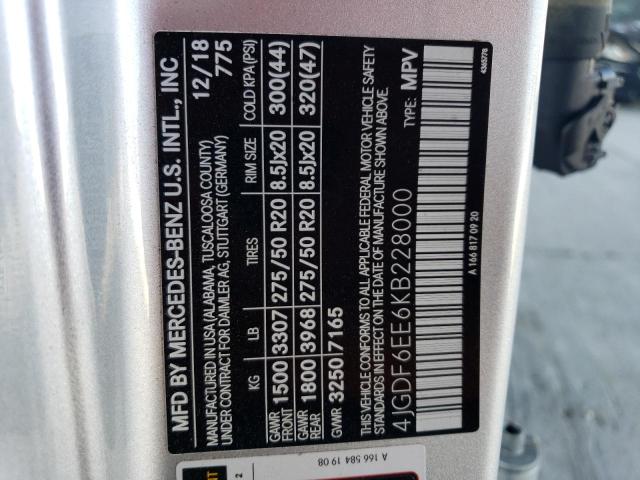 MFD BY MERCEDES-BENZ U.S. INTL., INC
MANUFACTURED IN USA (ALABAMA, TUSCALOOSA COUNTY)
UNDER CONTRACT FOR DAIMLER AG, STUTTGART (GERMANY)
12/18
775
KG LB TIRES RIM SIZE COLD KPA(PSI)
GAWR FRONT 1500 3307 275/50 R20 8.5Jx20 300(44)
GAWR REAR 1800 3968 275/50 R20 8.5Jx20 320(47)
GVWR 3250 7165
THIS VEHICLE CONFORMS TO ALL APPLICABLE FEDERAL MOTOR VEHICLE SAFETY
STANDARDS IN EFFECT ON THE DATE OF MANUFACTURE SHOWN ABOVE.
4JGDF6EE6KB228000 TYPE: MPV
A 166 817 09 20
4365778
A 166 584 19 08
2